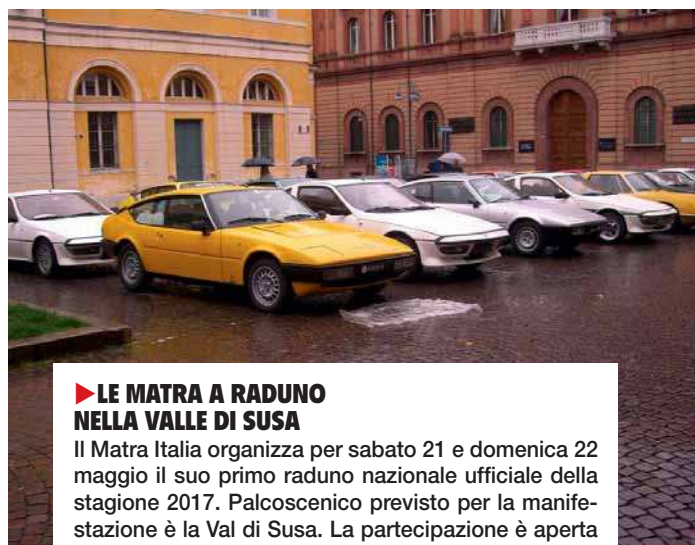 ▶LE MATRA A RADUNO
NELLA VALLE DI SUSA
Il Matra Italia organizza per sabato 21 e domenica 22
maggio il suo primo raduno nazionale ufficiale della
stagione 2017. Palcoscenico previsto per la manife-
stazione è la Val di Susa. La partecipazione è aperta